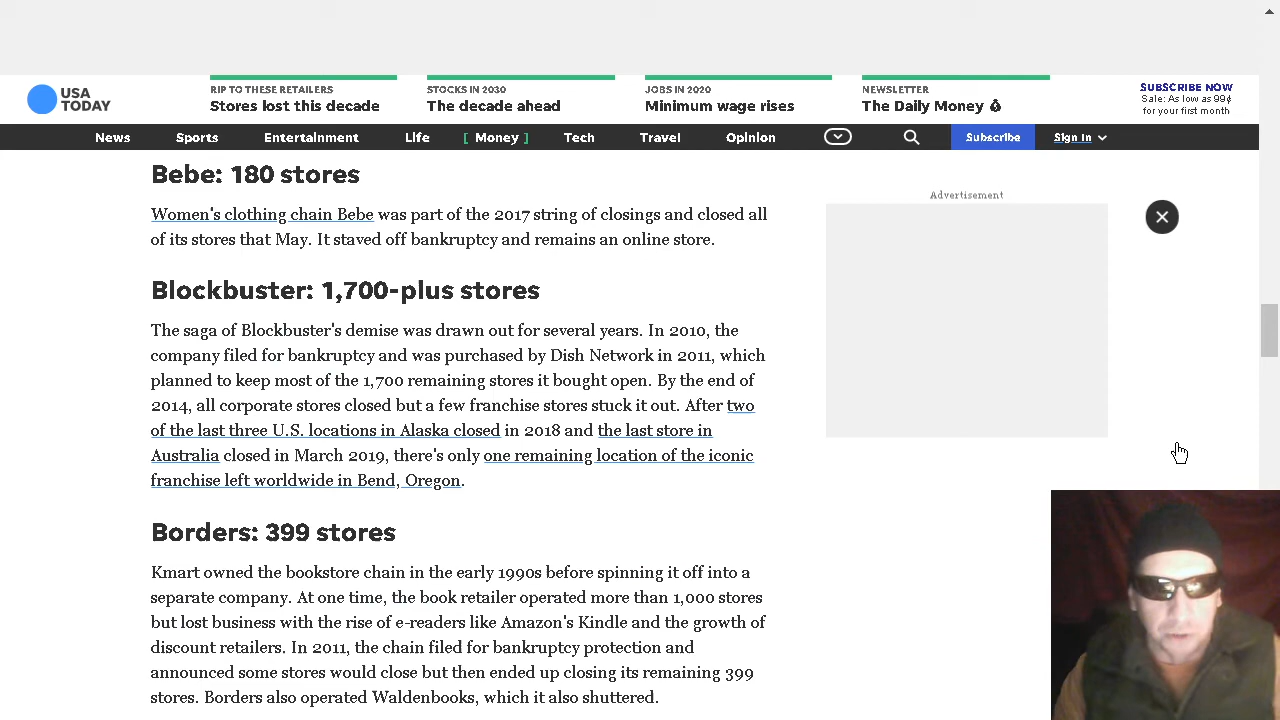 USA
TODAY
RIP TO THESE RETAILERS
Stores lost this decade
STOCKS IN 2030
The decade ahead
JOBS IN 2020
Minimum wage rises
NEWSLETTER
The Daily Money 💰
SUBSCRIBE NOW
Sale: As low as 99¢
for your first month
News Sports Entertainment Life [ Money ] Tech Travel Opinion Subscribe Sign In
Bebe: 180 stores
Women's clothing chain Bebe was part of the 2017 string of closings and closed all
of its stores that May. It staved off bankruptcy and remains an online store.
Advertisement
Blockbuster: 1,700-plus stores
The saga of Blockbuster's demise was drawn out for several years. In 2010, the
company filed for bankruptcy and was purchased by Dish Network in 2011, which
planned to keep most of the 1,700 remaining stores it bought open. By the end of
2014, all corporate stores closed but a few franchise stores stuck it out. After two
of the last three U.S. locations in Alaska closed in 2018 and the last store in
Australia closed in March 2019, there's only one remaining location of the iconic
franchise left worldwide in Bend, Oregon.
Borders: 399 stores
Kmart owned the bookstore chain in the early 1990s before spinning it off into a
separate company. At one time, the book retailer operated more than 1,000 stores
but lost business with the rise of e-readers like Amazon's Kindle and the growth of
discount retailers. In 2011, the chain filed for bankruptcy protection and
announced some stores would close but then ended up closing its remaining 399
stores. Borders also operated Waldenbooks, which it also shuttered.